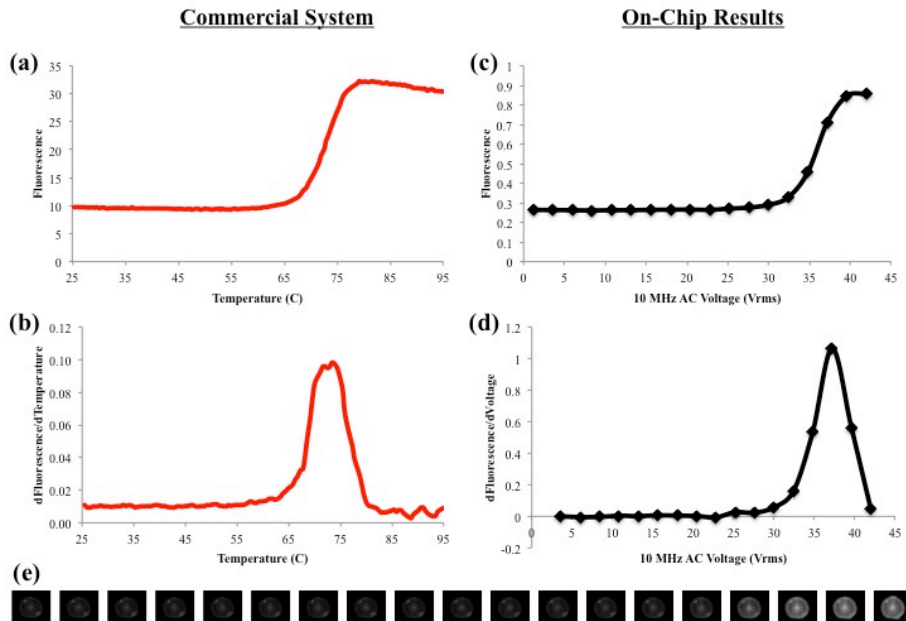 Commercial System
On-Chip Results
(a)
Fluorescence
35
30
25
20
15
10
5
0
25 35 45 55 65 75 85 95
Temperature (C)
(c)
Fluorescence
1
0.9
0.8
0.7
0.6
0.5
0.4
0.3
0.2
0.1
0
0 5 10 15 20 25 30 35 40 45
10 MHz AC Voltage (Vrms)
(b)
dFluorescence/dTemperature
0.12
0.10
0.08
0.06
0.04
0.02
0.00
25 35 45 55 65 75 85 95
Temperature (C)
(d)
dFluorescence/dVoltage
1.2
1
0.8
0.6
0.4
0.2
0
-0.2
0 5 10 15 20 25 30 35 40 45
10 MHz AC Voltage (Vrms)
(e)